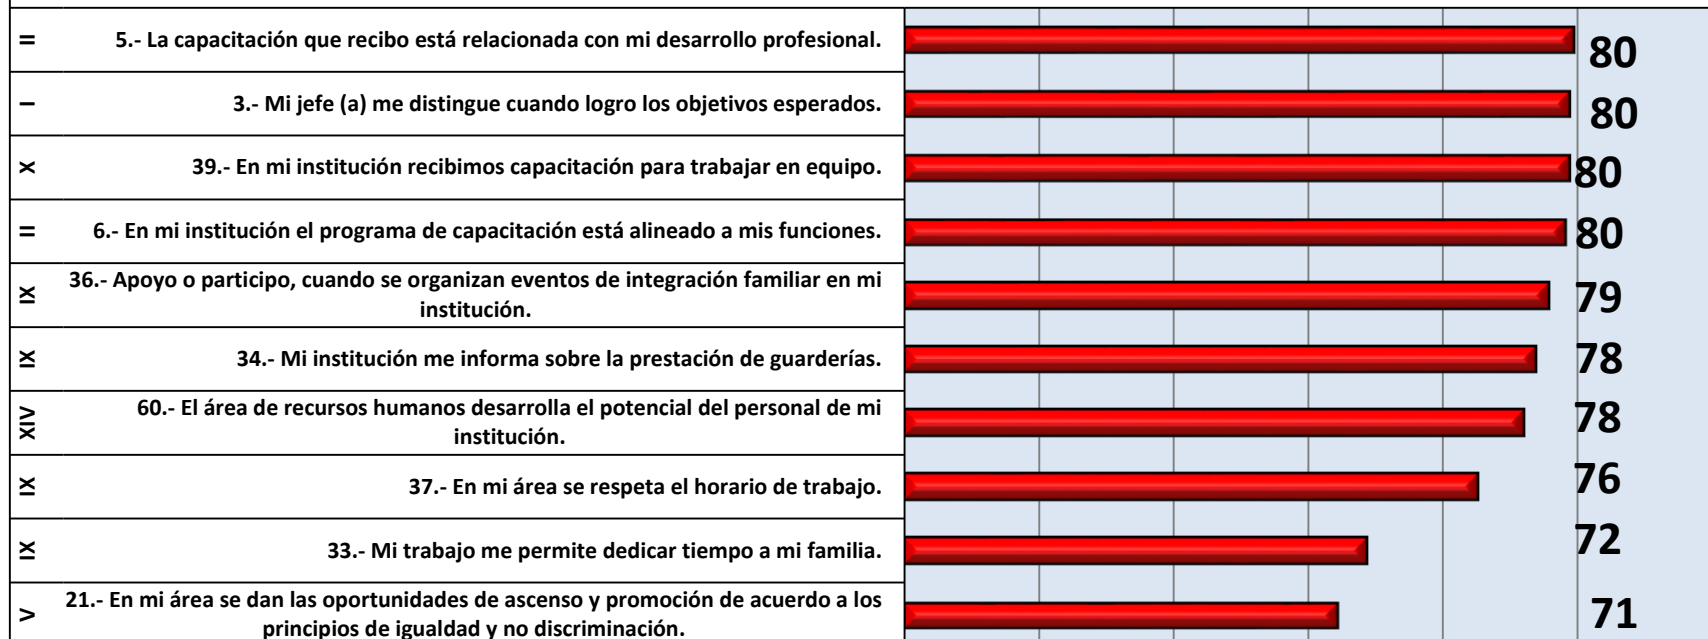 II 5.- La capacitación que recibo está relacionada con mi desarrollo profesional. 80
I 3.- Mi jefe (a) me distingue cuando logro los objetivos esperados. 80
X 39.- En mi institución recibimos capacitación para trabajar en equipo. 80
II 6.- En mi institución el programa de capacitación está alineado a mis funciones. 80
IX 36.- Apoyo o participo, cuando se organizan eventos de integración familiar en mi
institución. 79
IX 34.- Mi institución me informa sobre la prestación de guarderías. 78
XIV 60.- El área de recursos humanos desarrolla el potencial del personal de mi
institución. 78
IX 37.- En mi área se respeta el horario de trabajo. 76
IX 33.- Mi trabajo me permite dedicar tiempo a mi familia. 72
V 21.- En mi área se dan las oportunidades de ascenso y promoción de acuerdo a los
principios de igualdad y no discriminación. 71